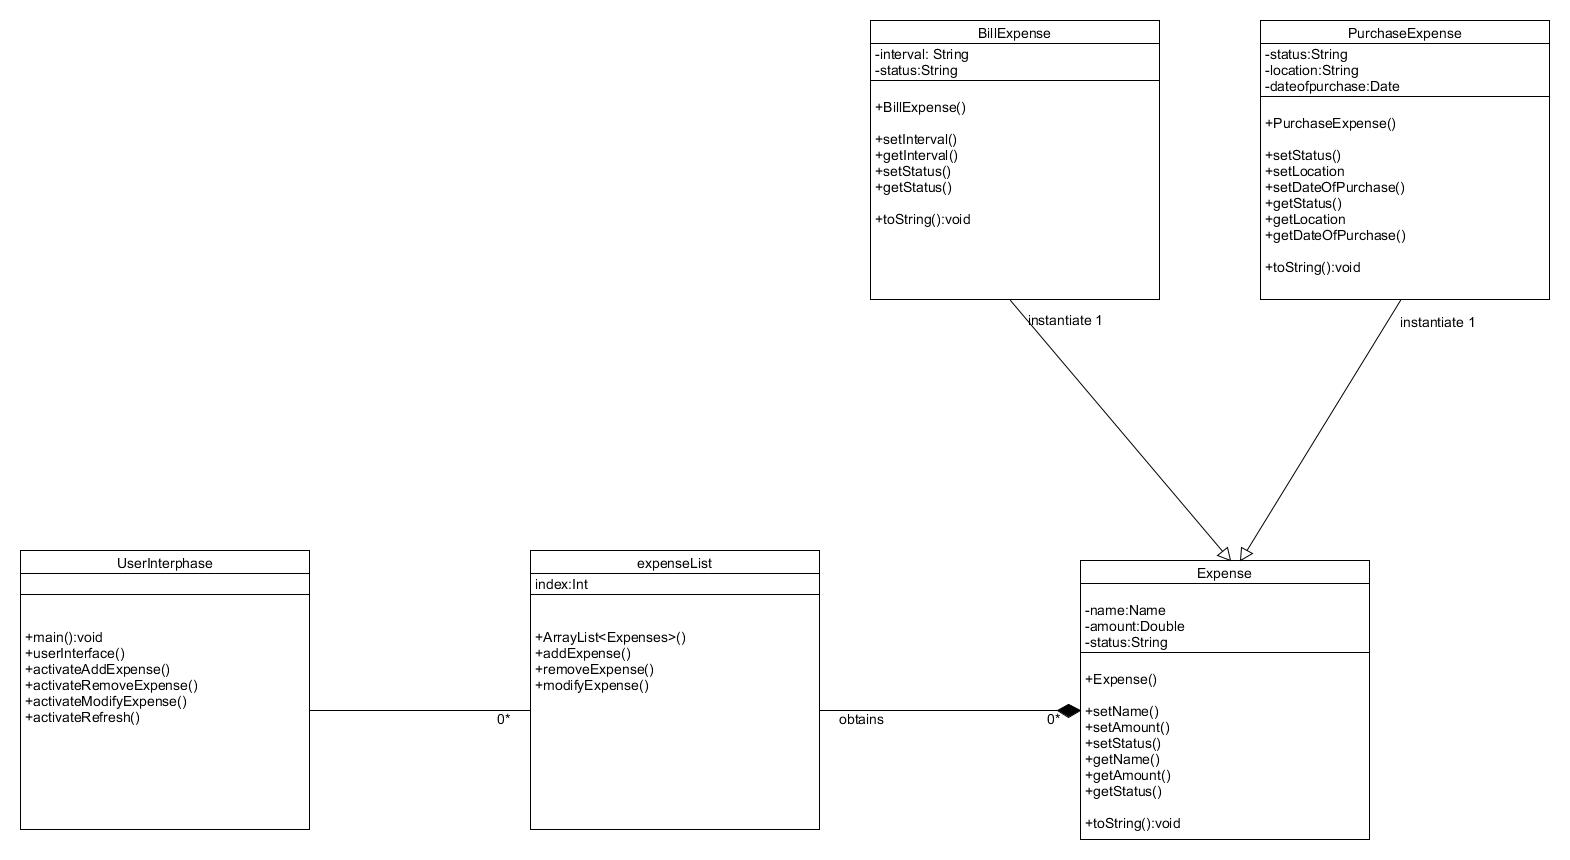 BillExpense
-interval: String
-status:String
+BillExpense()
+setInterval()
+getInterval()
+setStatus()
+getStatus()
+toString():void
PurchaseExpense
-status:String
-location:String
-dateofpurchase:Date
+PurchaseExpense()
+setStatus()
+setLocation
+setDateOfPurchase()
+getStatus()
+getLocation
+getDateOfPurchase()
+toString():void
instantiate 1
instantiate 1
UserInterphase
+main():void
+userInterface()
+activateAddExpense()
+activateRemoveExpense()
+activateModifyExpense()
+activateRefresh()
0*
expenseList
index:Int
+ArrayList<Expenses>()
+addExpense()
+removeExpense()
+modifyExpense()
obtains
0*
Expense
-name:Name
-amount:Double
-status:String
+Expense()
+setName()
+setAmount()
+setStatus()
+getName()
+getAmount()
+getStatus()
+toString():void